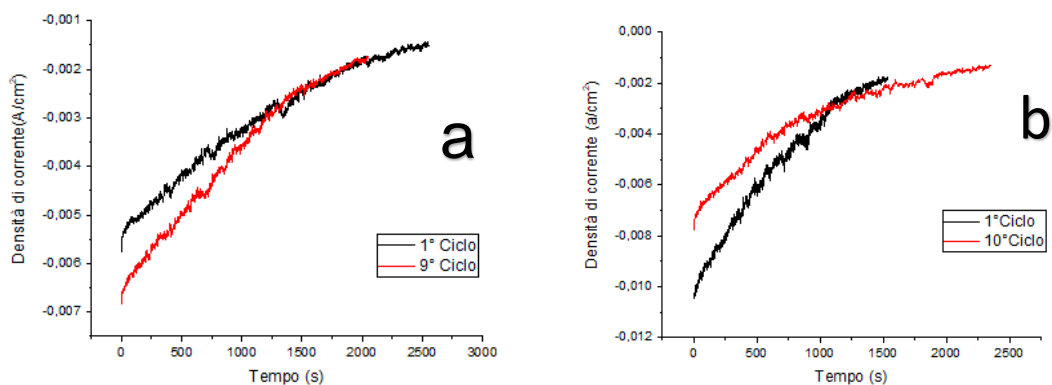 -0,001
-0,002
-0,003
-0,004
-0,005
-0,006
-0,007
Densità di corrente(A/cm²)
a
1° Ciclo
9° Ciclo
0 500 1000 1500 2000 2500 3000
Tempo (s)
0,000
-0,002
-0,004
-0,006
-0,008
-0,010
-0,012
Densità di corrente (a/cm²)
b
1°Ciclo
10°Ciclo
0 500 1000 1500 2000 2500
Tempo (s)